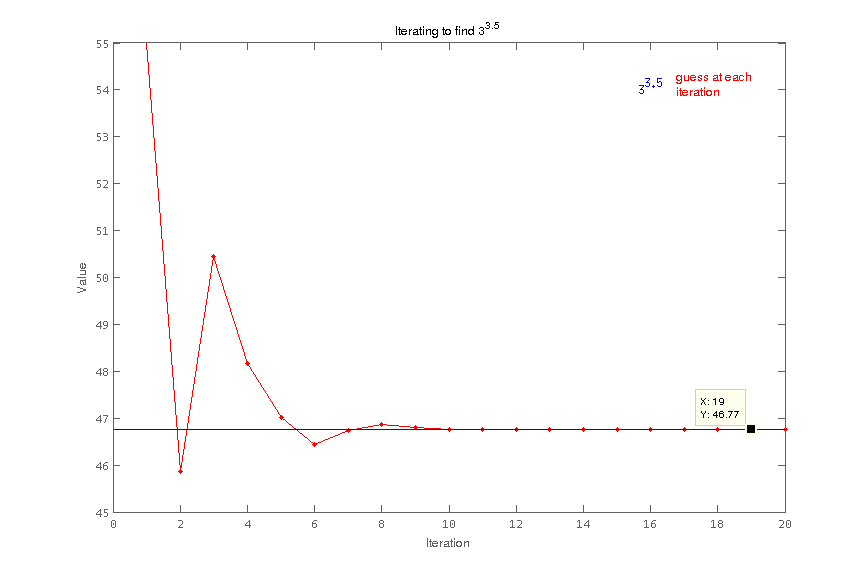 Iterating to find 3^3.5
3^3.5
guess at each
iteration
55
54
53
52
51
50
49
48
47
46
45
Value
X: 19
Y: 46.77
0 2 4 6 8 10 12 14 16 18 20
Iteration